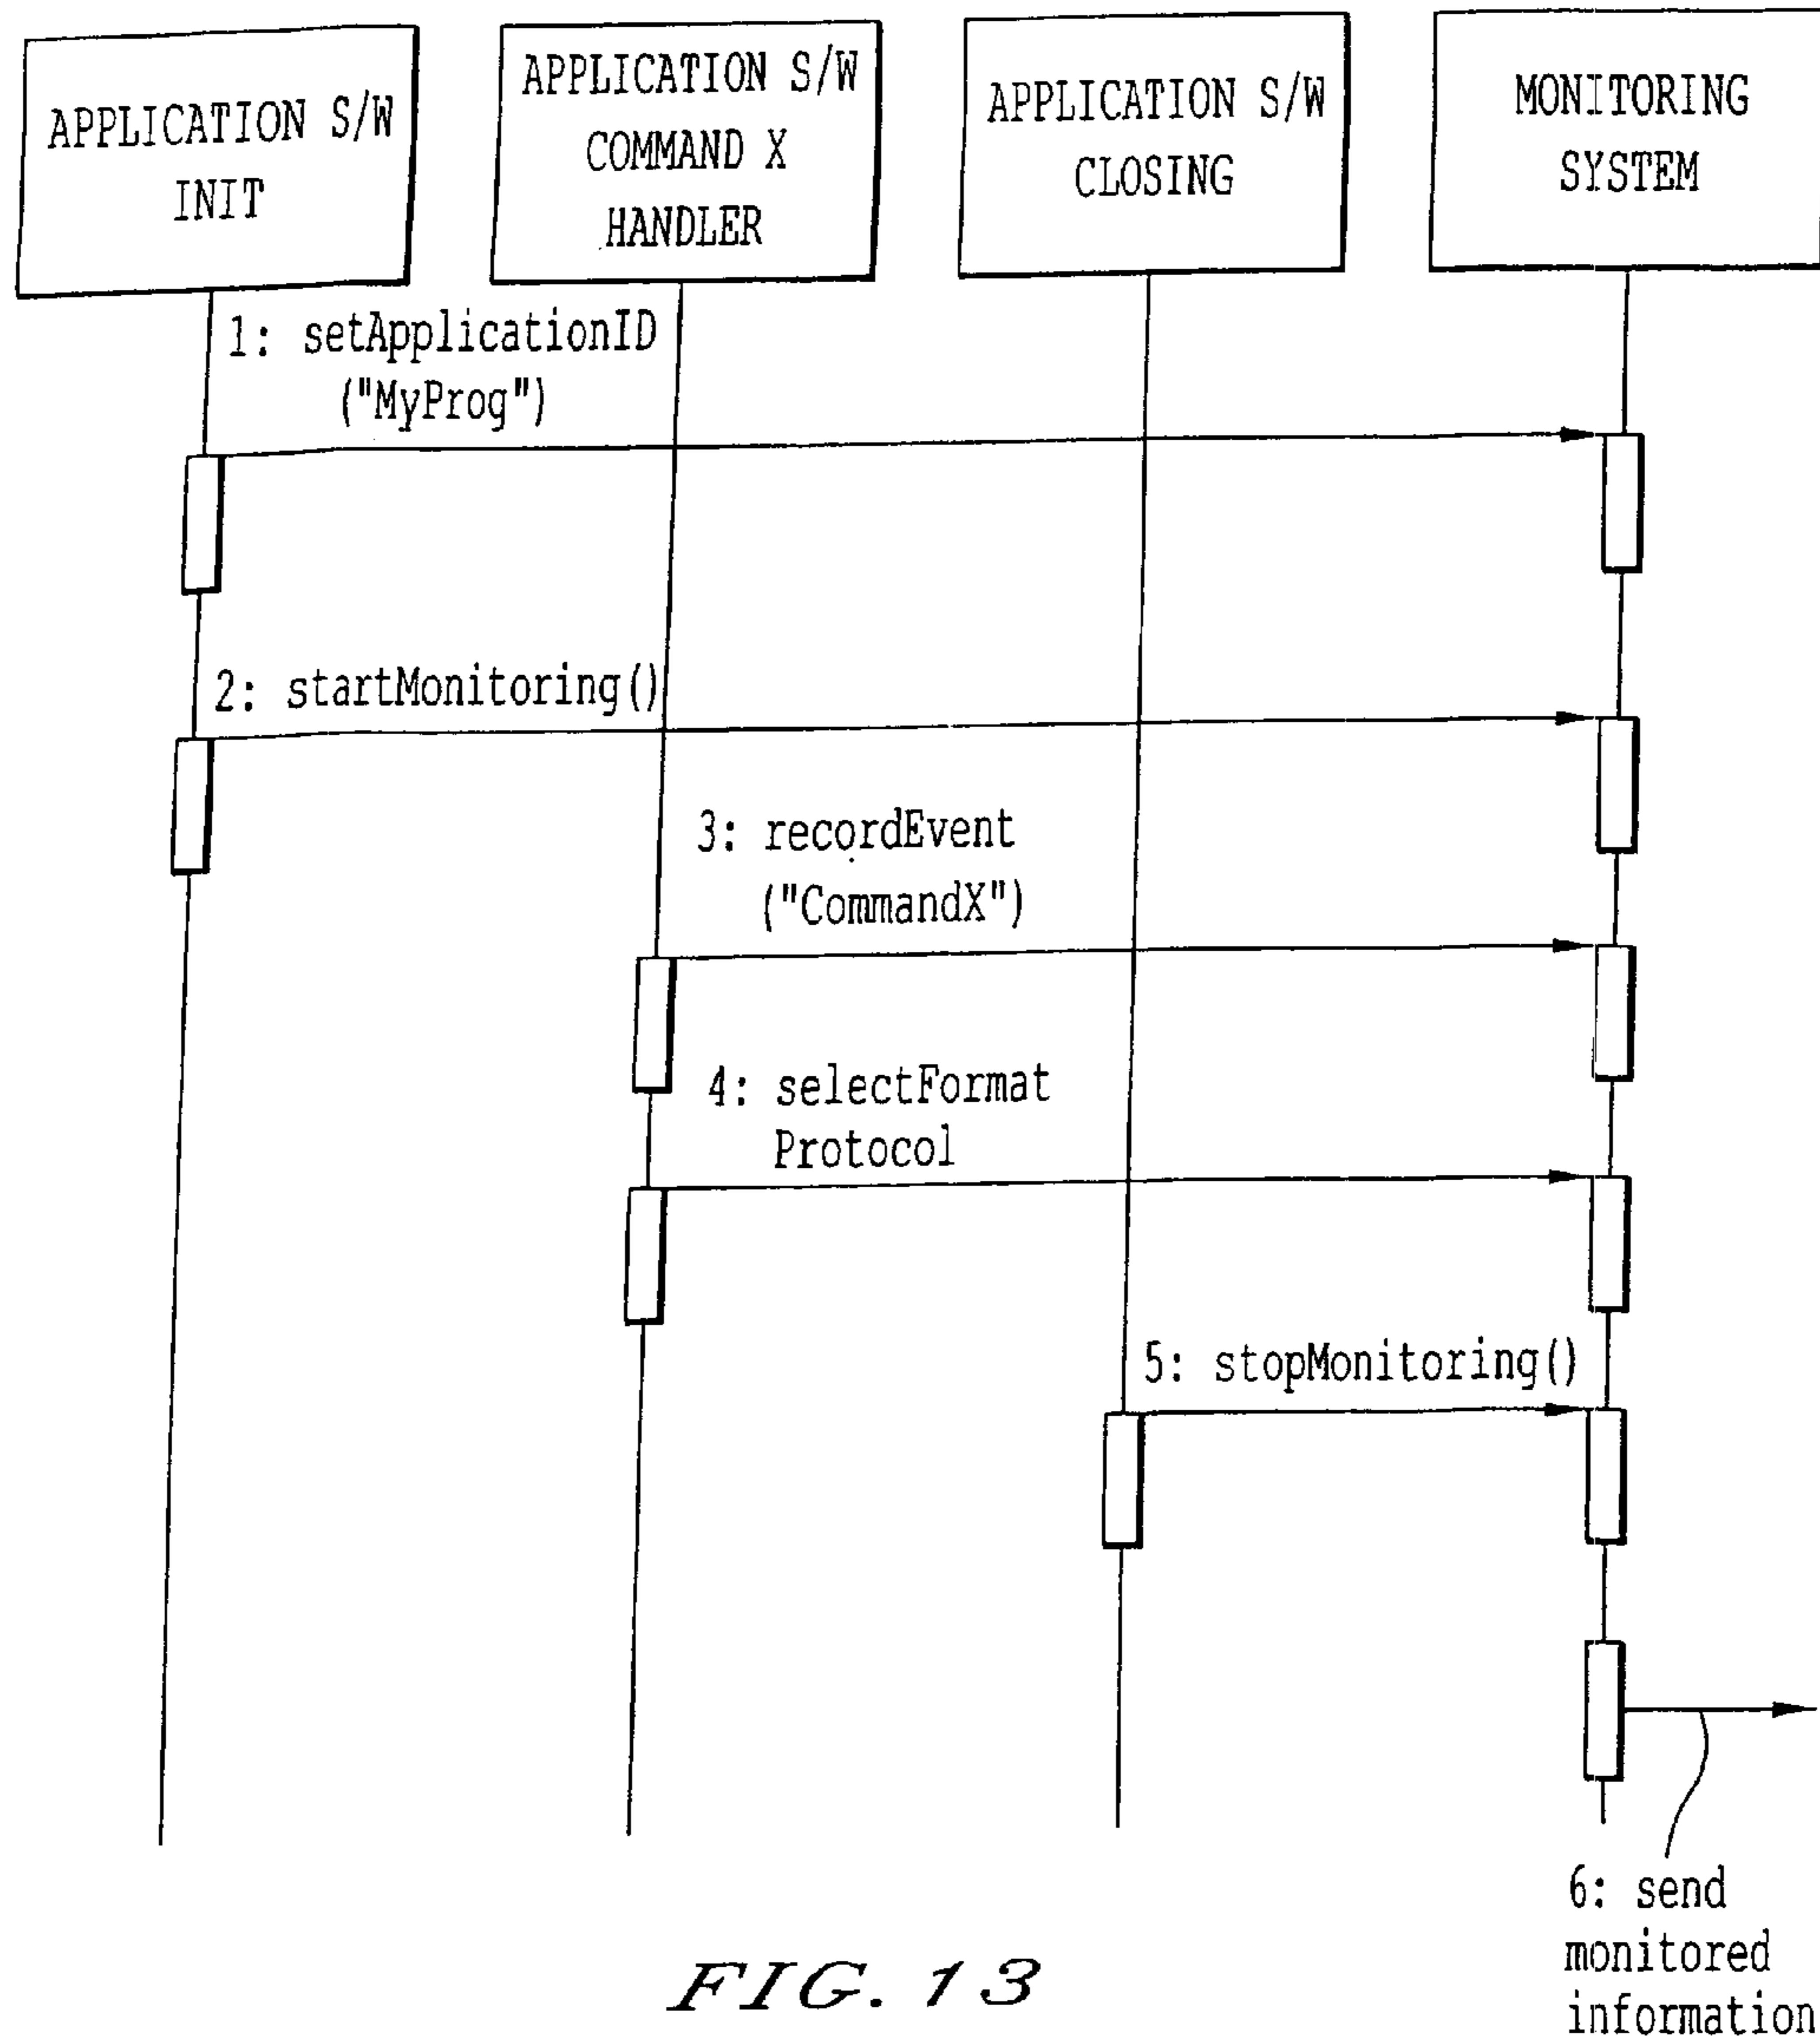 APPLICATION S/W
INIT
APPLICATION S/W
COMMAND X
HANDLER
APPLICATION S/W
CLOSING
MONITORING
SYSTEM
1: setApplicationID
("MyProg")
2: startMonitoring()
3: recordEvent
("CommandX")
4: selectFormat
Protocol
5: stopMonitoring()
6: send
monitored
information
FIG. 13